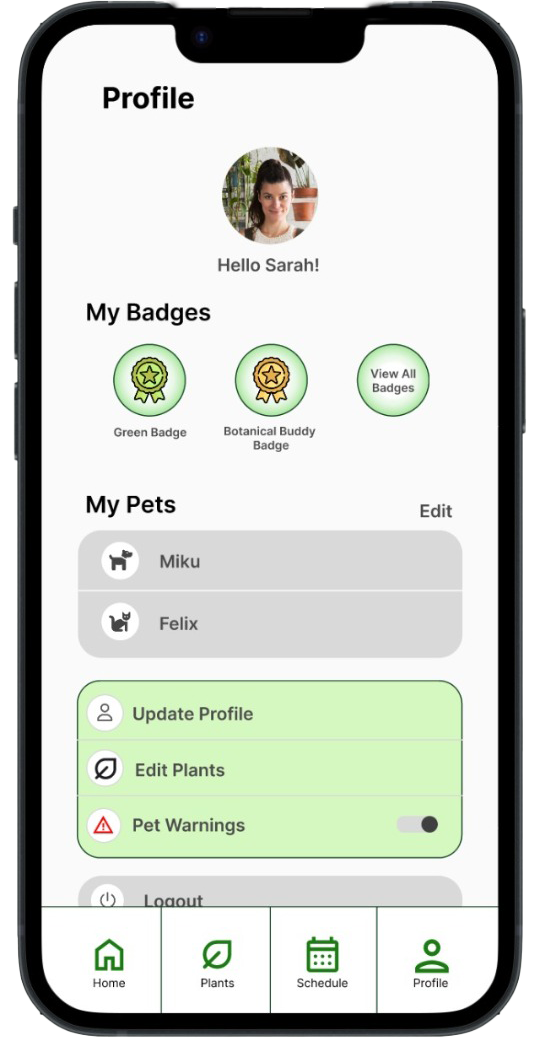 Profile
Hello Sarah!
My Badges
View All
Badges
Green Badge
Botanical Buddy
Badge
My Pets
Edit
Miku
Felix
Update Profile
Edit Plants
Pet Warnings
Logout
Home
Plants
Schedule
Profile